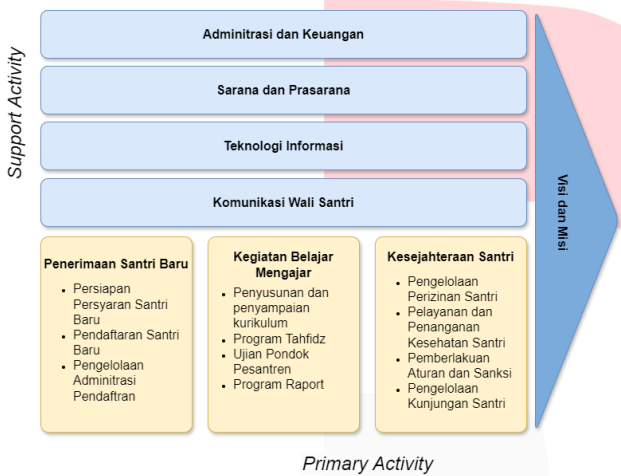 Support Activity
Adminitrasi dan Keuangan
Sarana dan Prasarana
Teknologi Informasi
Komunikasi Wali Santri
Visi dan Misi
Penerimaan Santri Baru
• Persiapan
Persyaran Santri
Baru
• Pendaftaran Santri
Baru
• Pengelolaan
Adminitrasi
Pendaftran
Kegiatan Belajar
Mengajar
• Penyusunan dan
penyampaian
kurikulum
• Program Tahfidz
• Ujian Pondok
Pesantren
• Program Raport
Kesejahteraan Santri
• Pengelolaan
Perizinan Santri
• Pelayanan dan
Penanganan
Kesehatan Santri
• Pemberlakuan
Aturan dan Sanksi
• Pengelolaan
Kunjungan Santri
Primary Activity